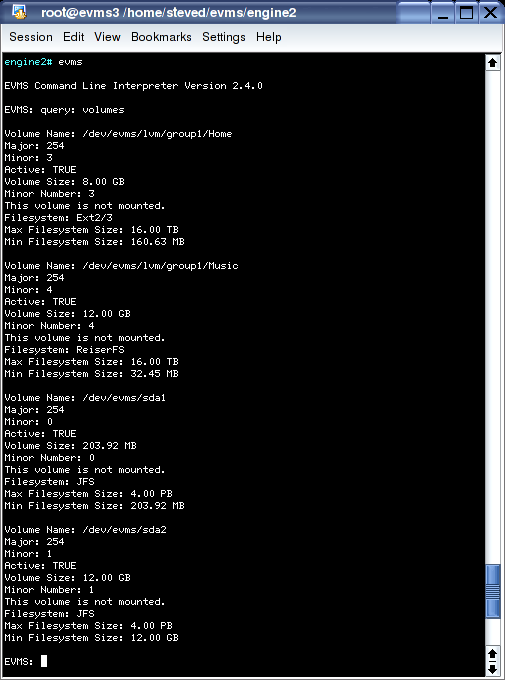 root@evms3 /home/steved/evms/engine2
Session Edit View Bookmarks Settings Help
engine2# evms
EVMS Command Line Interpreter Version 2.4.0
EVMS: query: volumes
Volume Name: /dev/evms/lvm/group1/Home
Major: 254
Minor: 3
Active: TRUE
Volume Size: 8.00 GB
Minor Number: 3
This volume is not mounted.
Filesystem: Ext2/3
Max Filesystem Size: 16.00 TB
Min Filesystem Size: 160.63 MB
Volume Name: /dev/evms/lvm/group1/Music
Major: 254
Minor: 4
Active: TRUE
Volume Size: 12.00 GB
Minor Number: 4
This volume is not mounted.
Filesystem: ReiserFS
Max Filesystem Size: 16.00 TB
Min Filesystem Size: 32.45 MB
Volume Name: /dev/evms/sda1
Major: 254
Minor: 0
Active: TRUE
Volume Size: 203.92 MB
Minor Number: 0
This volume is not mounted.
Filesystem: JFS
Max Filesystem Size: 4.00 PB
Min Filesystem Size: 203.92 MB
Volume Name: /dev/evms/sda2
Major: 254
Minor: 1
Active: TRUE
Volume Size: 12.00 GB
Minor Number: 1
This volume is not mounted.
Filesystem: JFS
Max Filesystem Size: 4.00 PB
Min Filesystem Size: 12.00 GB
EVMS: